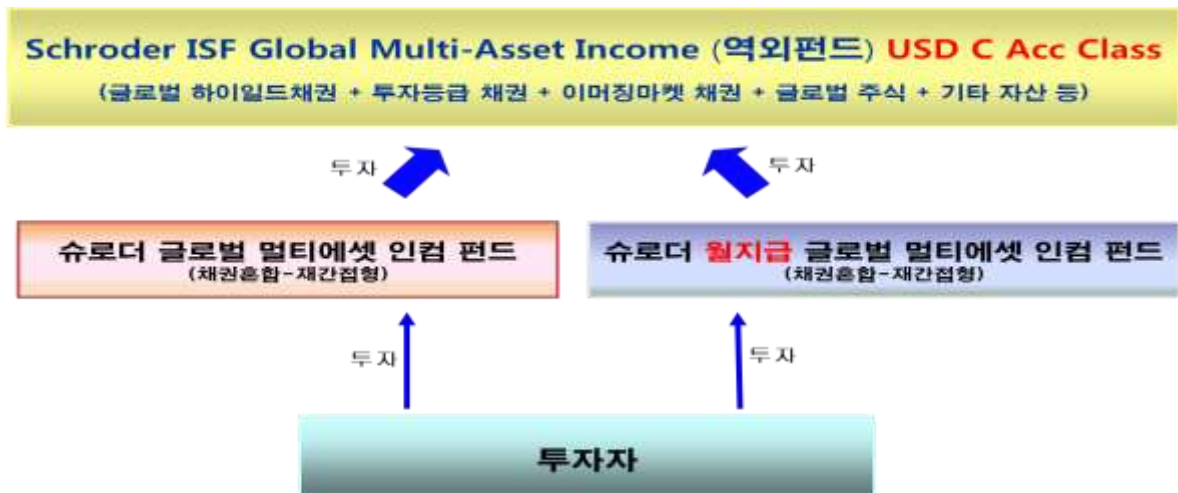 Schroder ISF Global Multi-Asset Income (역외펀드) USD C Acc Class
(글로벌 하이일드채권 + 투자등급 채권 + 이머징마켓 채권 + 글로벌 주식 + 기타 자산 등)
투자 투자
슈로더 글로벌 멀티에셋 인컴 펀드
(채권혼합-재간접형)
슈로더 월지급 글로벌 멀티에셋 인컴 펀드
(채권혼합-재간접형)
투자 투자
투자자